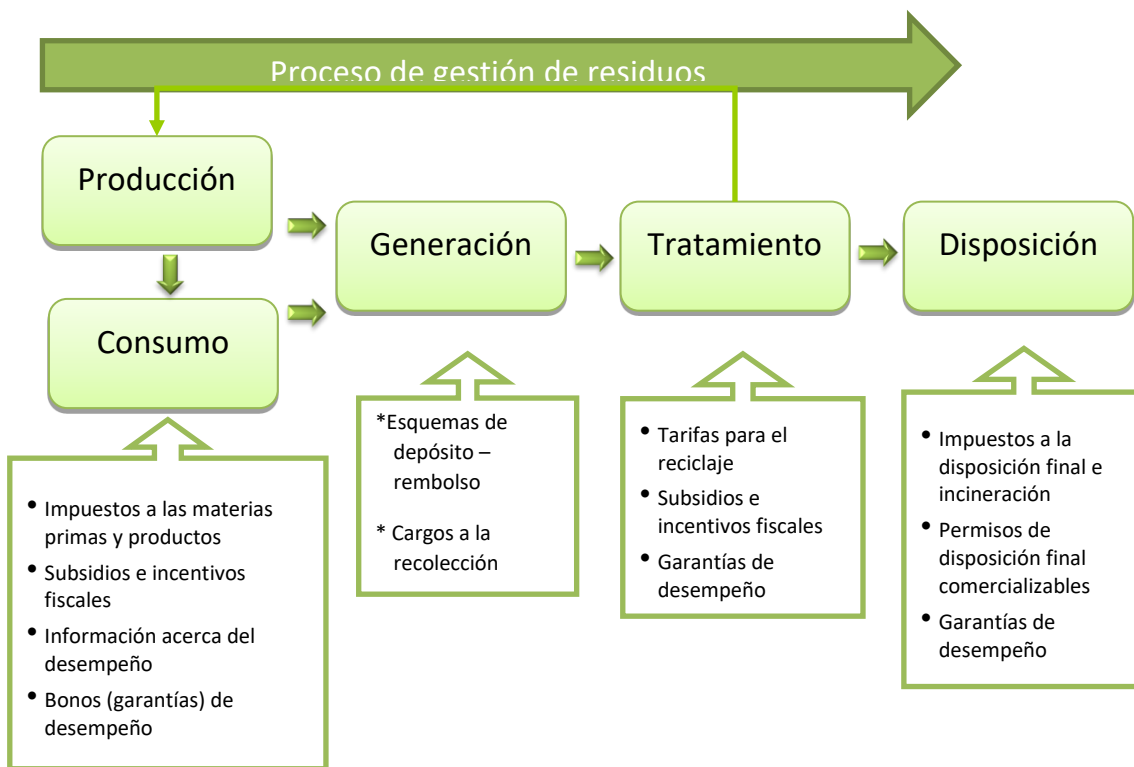 Proceso de gestión de residuos
Producción
Consumo
Generación
Tratamiento
Disposición
• Impuestos a las materias
primas y productos
• Subsidios e incentivos
fiscales
• Información acerca del
desempeño
• Bonos (garantías) de
desempeño
*Esquemas de
depósito –
rembolso
* Cargos a la
recolección
• Tarifas para el
reciclaje
• Subsidios e
incentivos fiscales
• Garantías de
desempeño
• Impuestos a la
disposición final e
incineración
• Permisos de
disposición final
comercializables
• Garantías de
desempeño